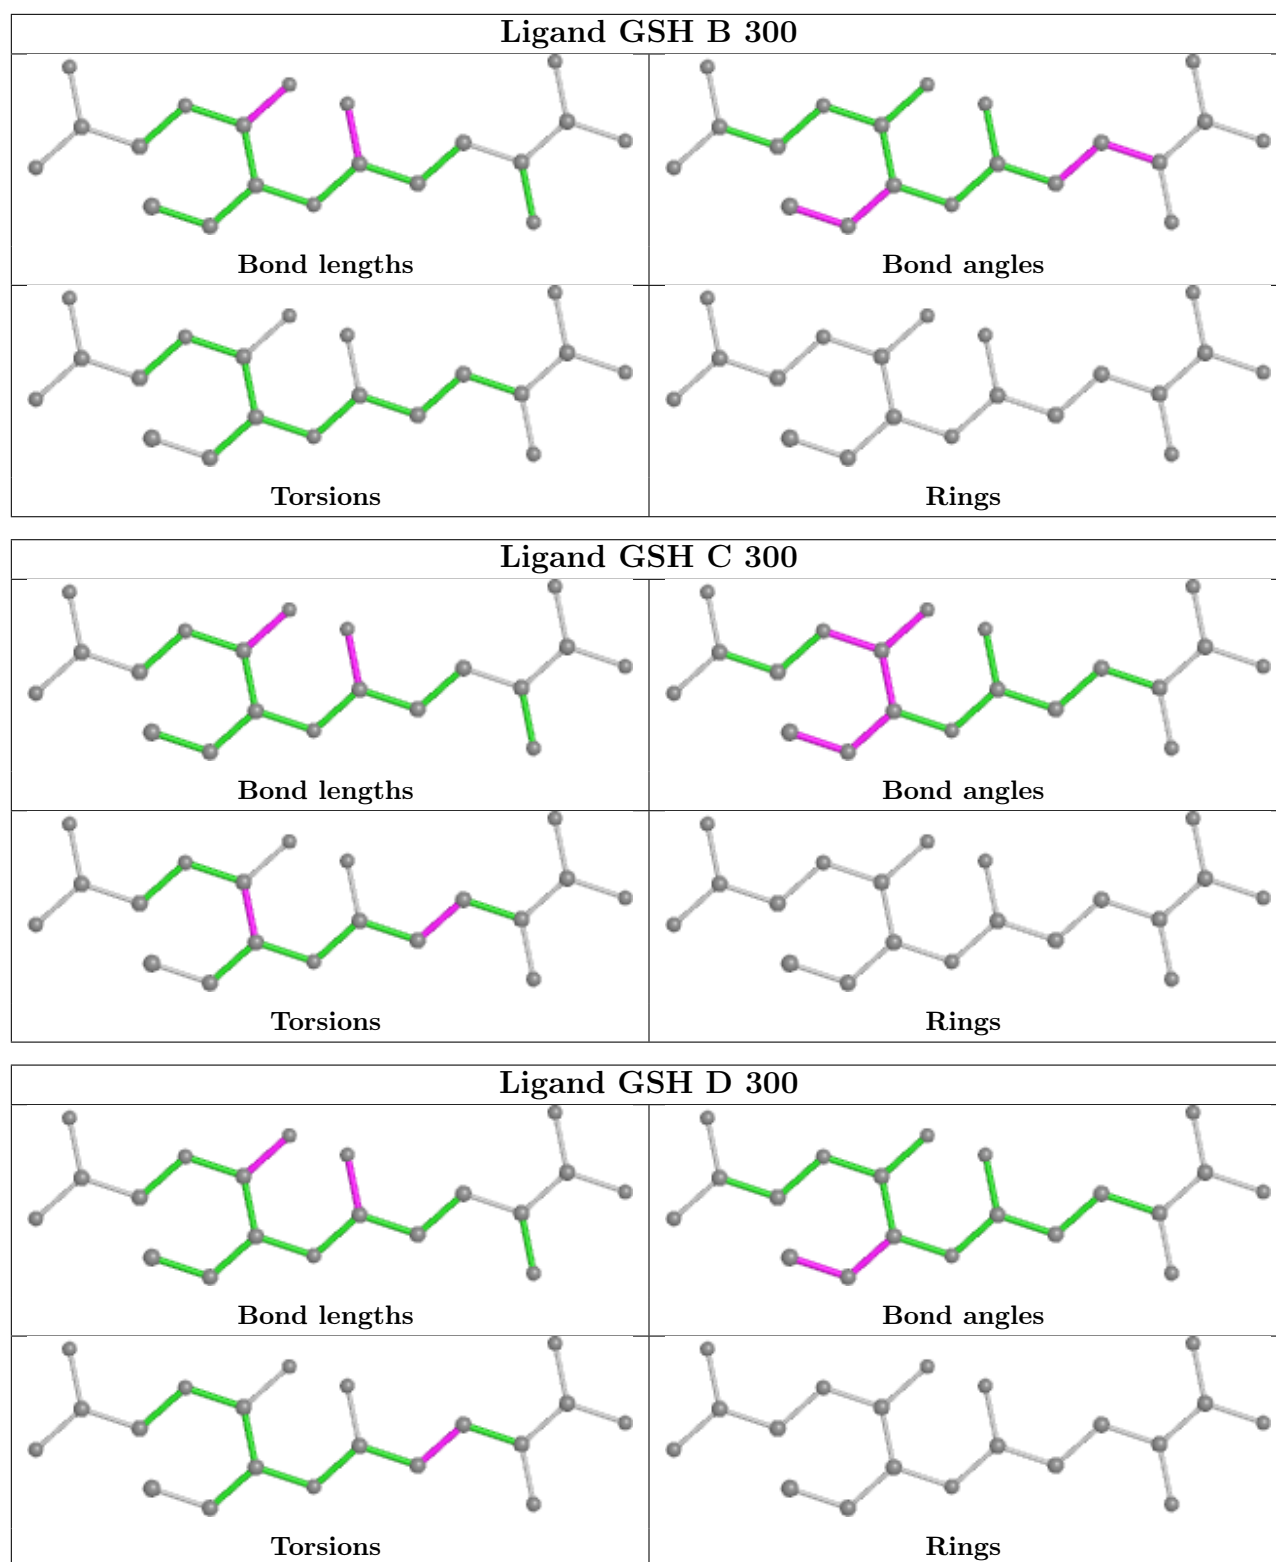 Ligand GSH B 300
Bond lengths
Bond angles
Torsions
Rings
Ligand GSH C 300
Bond lengths
Bond angles
Torsions
Rings
Ligand GSH D 300
Bond lengths
Bond angles
Torsions
Rings